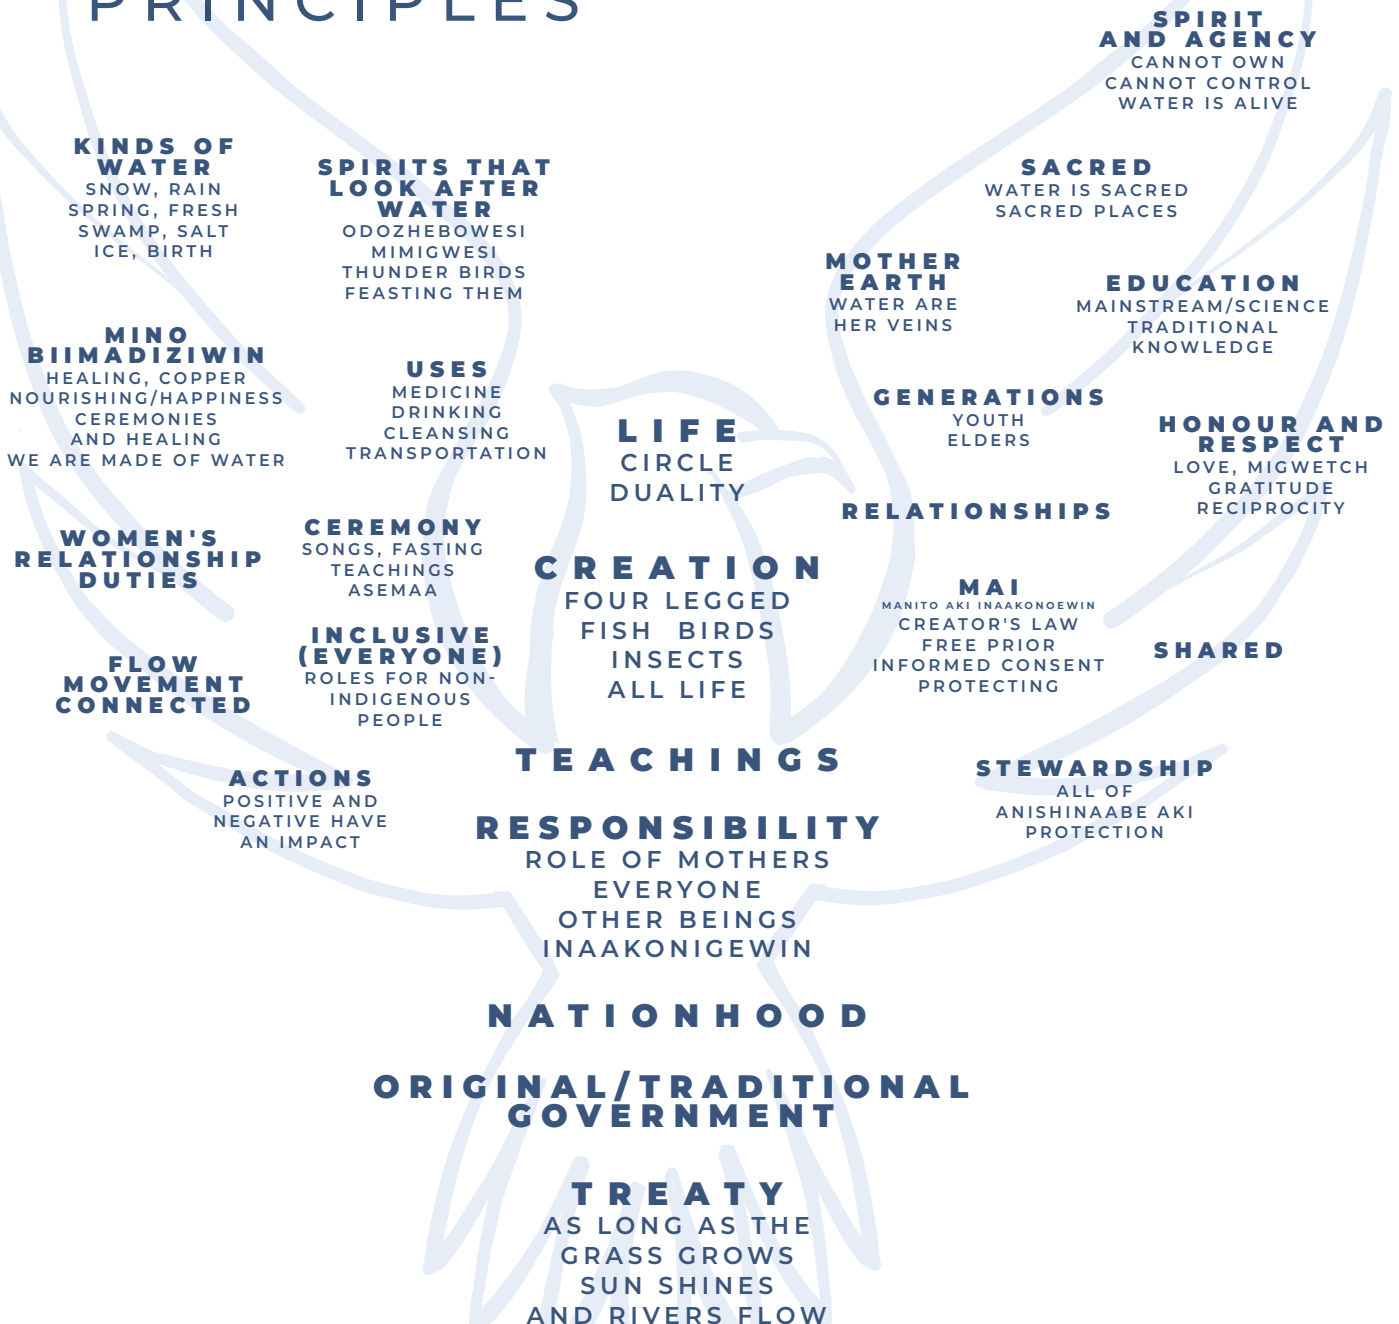 PRINCIPLES
SPIRIT
AND AGENCY
CANNOT OWN
CANNOT CONTROL
WATER IS ALIVE
KINDS OF
WATER
SNOW, RAIN
SPRING, FRESH
SWAMP, SALT
ICE, BIRTH
SPIRITS THAT
LOOK AFTER
WATER
ODOZHEBOWESI
MIMIGWESI
THUNDER BIRDS
FEASTING THEM
SACRED
WATER IS SACRED
SACRED PLACES
MOTHER
EARTH
WATER ARE
HER VEINS
EDUCATION
MAINSTREAM/SCIENCE
TRADITIONAL
KNOWLEDGE
MINO
BIIMADIZIWIN
HEALING, COPPER
NOURISHING/HAPPINESS
CEREMONIES
AND HEALING
WE ARE MADE OF WATER
USES
MEDICINE
DRINKING
CLEANSING
TRANSPORTATION
LIFE
CIRCLE
DUALITY
GENERATIONS
YOUTH
ELDERS
HONOUR AND
RESPECT
LOVE, MIGWETCH
GRATITUDE
RECIPROCITY
RELATIONSHIPS
WOMEN'S
RELATIONSHIP
DUTIES
CEREMONY
SONGS, FASTING
TEACHINGS
ASEMAA
CREATION
FOUR LEGGED
FISH BIRDS
INSECTS
ALL LIFE
MAI
MANITO AKI INAAKONOEWIN
CREATOR'S LAW
FREE PRIOR
INFORMED CONSENT
PROTECTING
SHARED
FLOW
MOVEMENT
CONNECTED
INCLUSIVE
(EVERYONE)
ROLES FOR NON-
INDIGENOUS
PEOPLE
TEACHINGS
ACTIONS
POSITIVE AND
NEGATIVE HAVE
AN IMPACT
STEWARDSHIP
ALL OF
ANISHINAABE AKI
PROTECTION
RESPONSIBILITY
ROLE OF MOTHERS
EVERYONE
OTHER BEINGS
INAAKONIGEWIN
NATIONHOOD
ORIGINAL/TRADITIONAL
GOVERNMENT
TREATY
AS LONG AS THE
GRASS GROWS
SUN SHINES
AND RIVERS FLOW